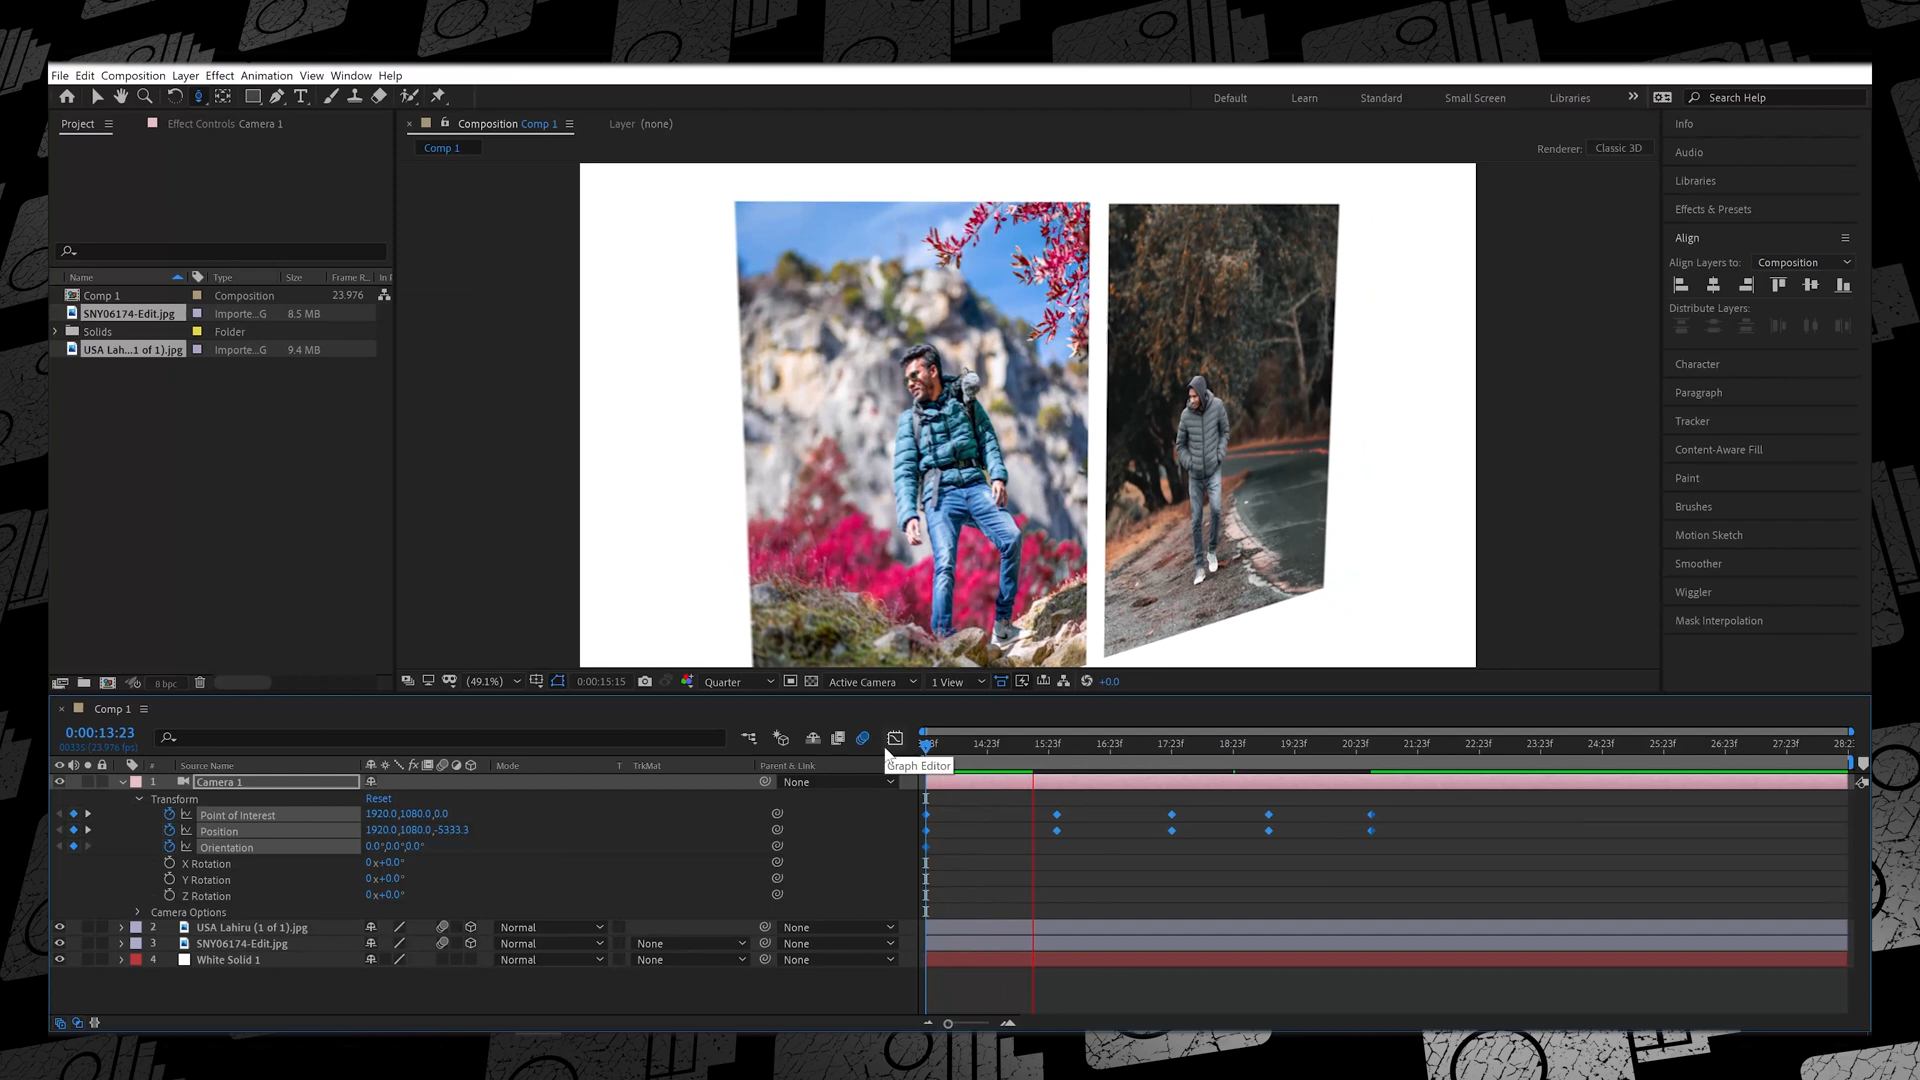 File Edit Composition Layer Effect Animation View Window Help
Default Learn Standard Small Screen Libraries Search Help
Project Effect Controls Camera 1
Composition Comp 1 Layer (none)
Comp 1
Renderer: Classic 3D
Info
Audio
Libraries
Effects & Presets
Align
Align Layers to: Composition
Distribute Layers:
Character
Paragraph
Tracker
Content-Aware Fill
Paint
Brushes
Motion Sketch
Smoother
Wiggler
Mask Interpolation
Name Type Size Frame R... In P
Comp 1 Composition 23.976
SNY06174-Edit.jpg Importe...G 8.5 MB
Solids Folder
USA Lah...1 of 1).jpg Importe...G 9.4 MB
8 bpc
(49.1%) 0:00:15:15 Quarter Active Camera 1 View +0.0
Comp 1
0:00:13:23
00335 (23.976 fps)
14:23f 15:23f 16:23f 17:23f 18:23f 19:23f 20:23f 21:23f 22:23f 23:23f 24:23f 25:23f 26:23f 27:23f
Graph Editor
# Source Name Mode T TrkMat Parent & Link
1 Camera 1 None
Transform Reset
Point of Interest 1920.0,1080.0,0.0
Position 1920.0,1080.0,-5333.3
Orientation 0.0°,0.0°,0.0°
X Rotation 0x+0.0°
Y Rotation 0x+0.0°
Z Rotation 0x+0.0°
Camera Options
2 USA Lahiru (1 of 1).jpg Normal None
3 SNY06174-Edit.jpg Normal None None
4 White Solid 1 Normal None None